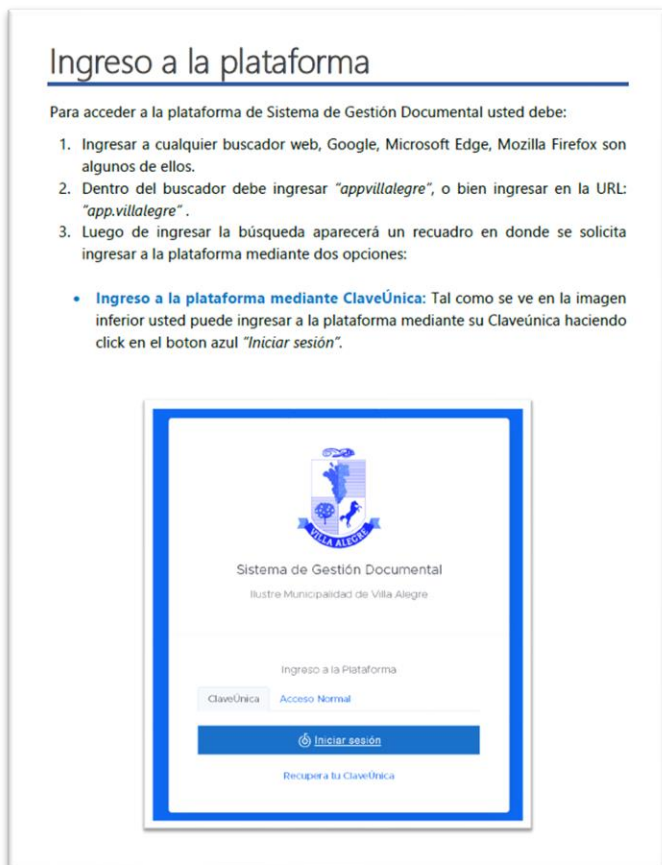 Ingreso a la plataforma
Para acceder a la plataforma de Sistema de Gestión Documental usted debe:
1. Ingresar a cualquier buscador web, Google, Microsoft Edge, Mozilla Firefox son
algunos de ellos.
2. Dentro del buscador debe ingresar "appvillalegre", o bien ingresar en la URL:
"app.villalegre" .
3. Luego de ingresar la búsqueda aparecerá un recuadro en donde se solicita
ingresar a la plataforma mediante dos opciones:
• Ingreso a la plataforma mediante ClaveÚnica: Tal como se ve en la imagen
inferior usted puede ingresar a la plataforma mediante su Claveúnica haciendo
click en el boton azul "Iniciar sesión".
VILLA ALEGRE
Sistema de Gestión Documental
Ilustre Municipalidad de Villa Alegre
Ingreso a la Plataforma
ClaveÚnica Acceso Normal
Iniciar sesión
Recupera tu ClaveÚnica